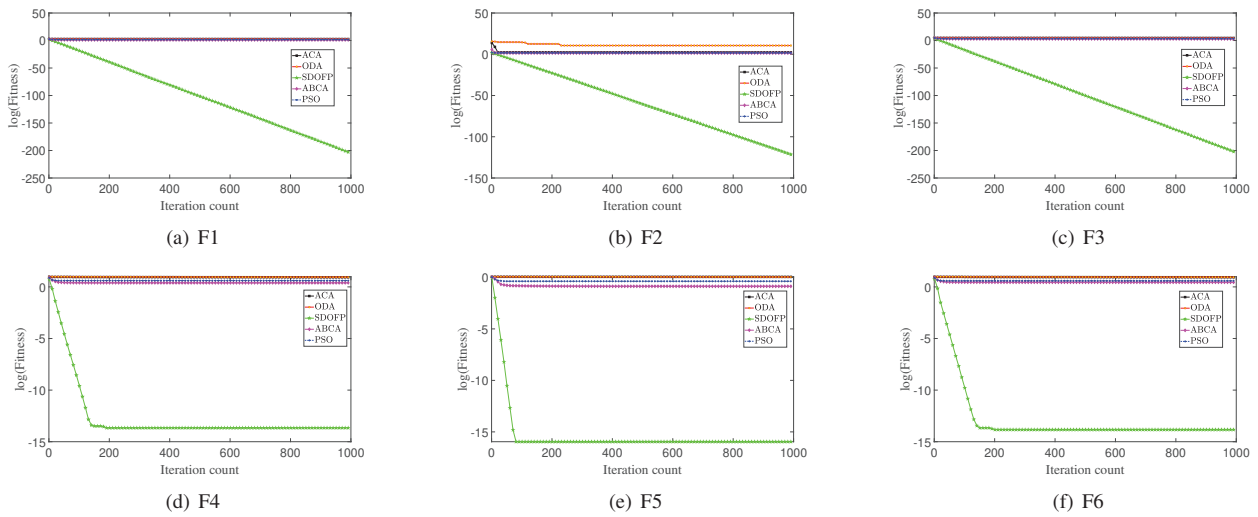 50
0
-50
-100
-150
-200
-250
log(Fitness)
ACA
ODA
SDOFP
ABCA
PSO
0 200 400 600 800 1000
Iteration count
(a) F1
50
0
-50
-100
-150
log(Fitness)
ACA
ODA
SDOFP
ABCA
PSO
0 200 400 600 800 1000
Iteration count
(b) F2
50
0
-50
-100
-150
-200
-250
log(Fitness)
ACA
ODA
SDOFP
ABCA
PSO
0 200 400 600 800 1000
Iteration count
(c) F3
0
-5
-10
-15
log(Fitness)
ACA
ODA
SDOFP
ABCA
PSO
0 200 400 600 800 1000
Iteration count
(d) F4
0
-5
-10
-15
log(Fitness)
ACA
ODA
SDOFP
ABCA
PSO
0 200 400 600 800 1000
Iteration count
(e) F5
0
-5
-10
-15
log(Fitness)
ACA
ODA
SDOFP
ABCA
PSO
0 200 400 600 800 1000
Iteration count
(f) F6